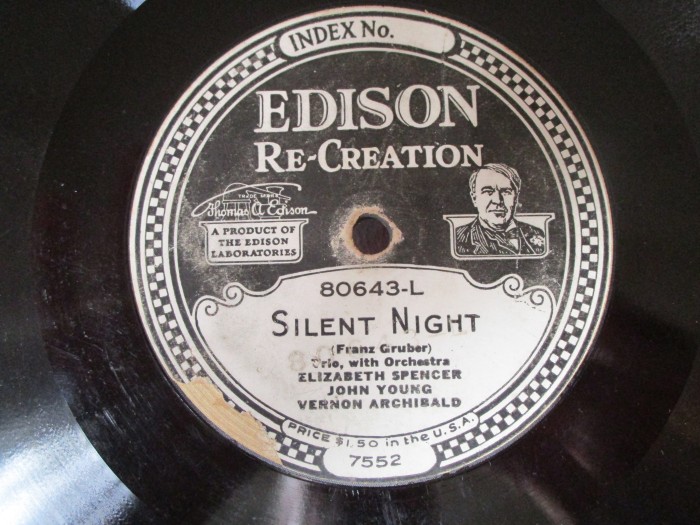 INDEX No.
EDISON
RE-CREATION
TRADE MARK
Thomas A Edison
A PRODUCT OF
THE EDISON
LABORATORIES
80643-L
SILENT NIGHT
(Franz Gruber)
Trio, with Orchestra
ELIZABETH SPENCER
JOHN YOUNG
VERNON ARCHIBALD
PRICE $1.50 in the U.S.A.
7552